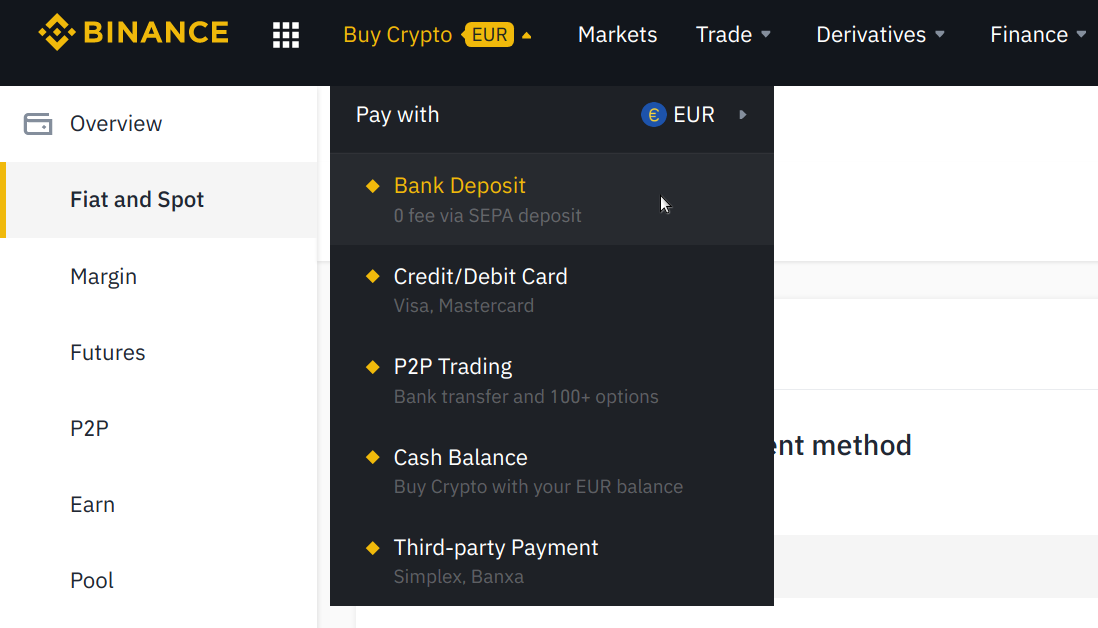 BINANCE
Buy Crypto EUR
Markets
Trade
Derivatives
Finance
Overview
Fiat and Spot
Margin
Futures
P2P
Earn
Pool
Pay with
€ EUR
Bank Deposit
0 fee via SEPA deposit
Credit/Debit Card
Visa, Mastercard
P2P Trading
Bank transfer and 100+ options
Cash Balance
Buy Crypto with your EUR balance
Third-party Payment
Simplex, Banxa
nt method